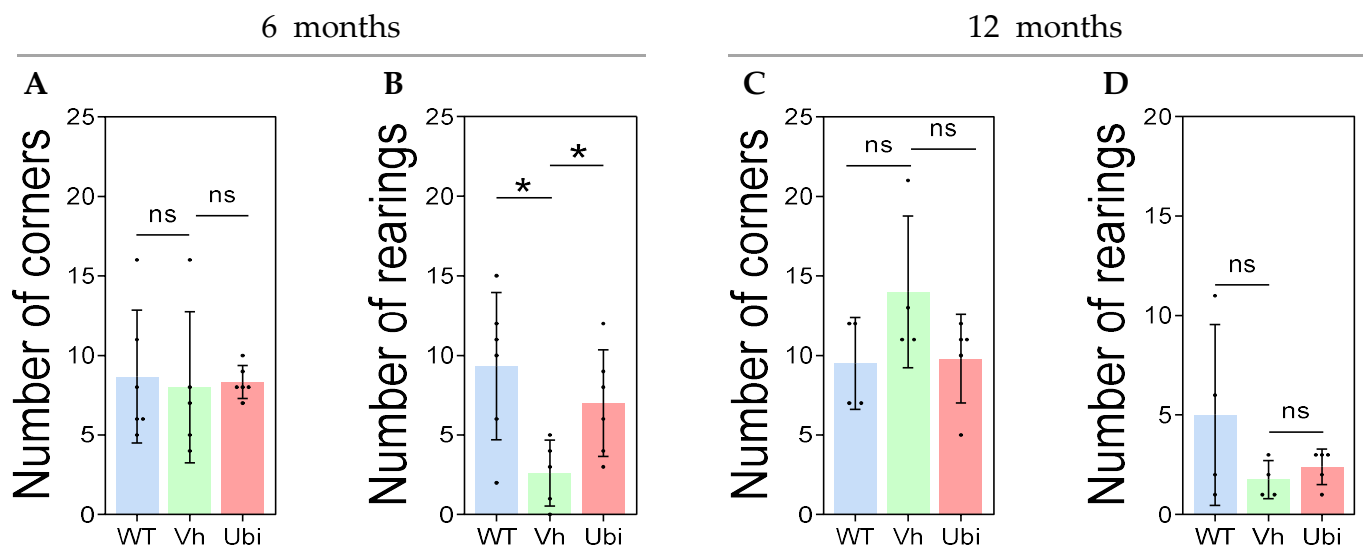 6 months
12 months
A
B
C
D
Number of corners
25
20
15
10
5
0
ns
ns
WT Vh Ubi
Number of rearings
25
20
15
10
5
0
*
*
WT Vh Ubi
Number of corners
25
20
15
10
5
0
ns
ns
WT Vh Ubi
Number of rearings
20
15
10
5
0
ns
ns
WT Vh Ubi